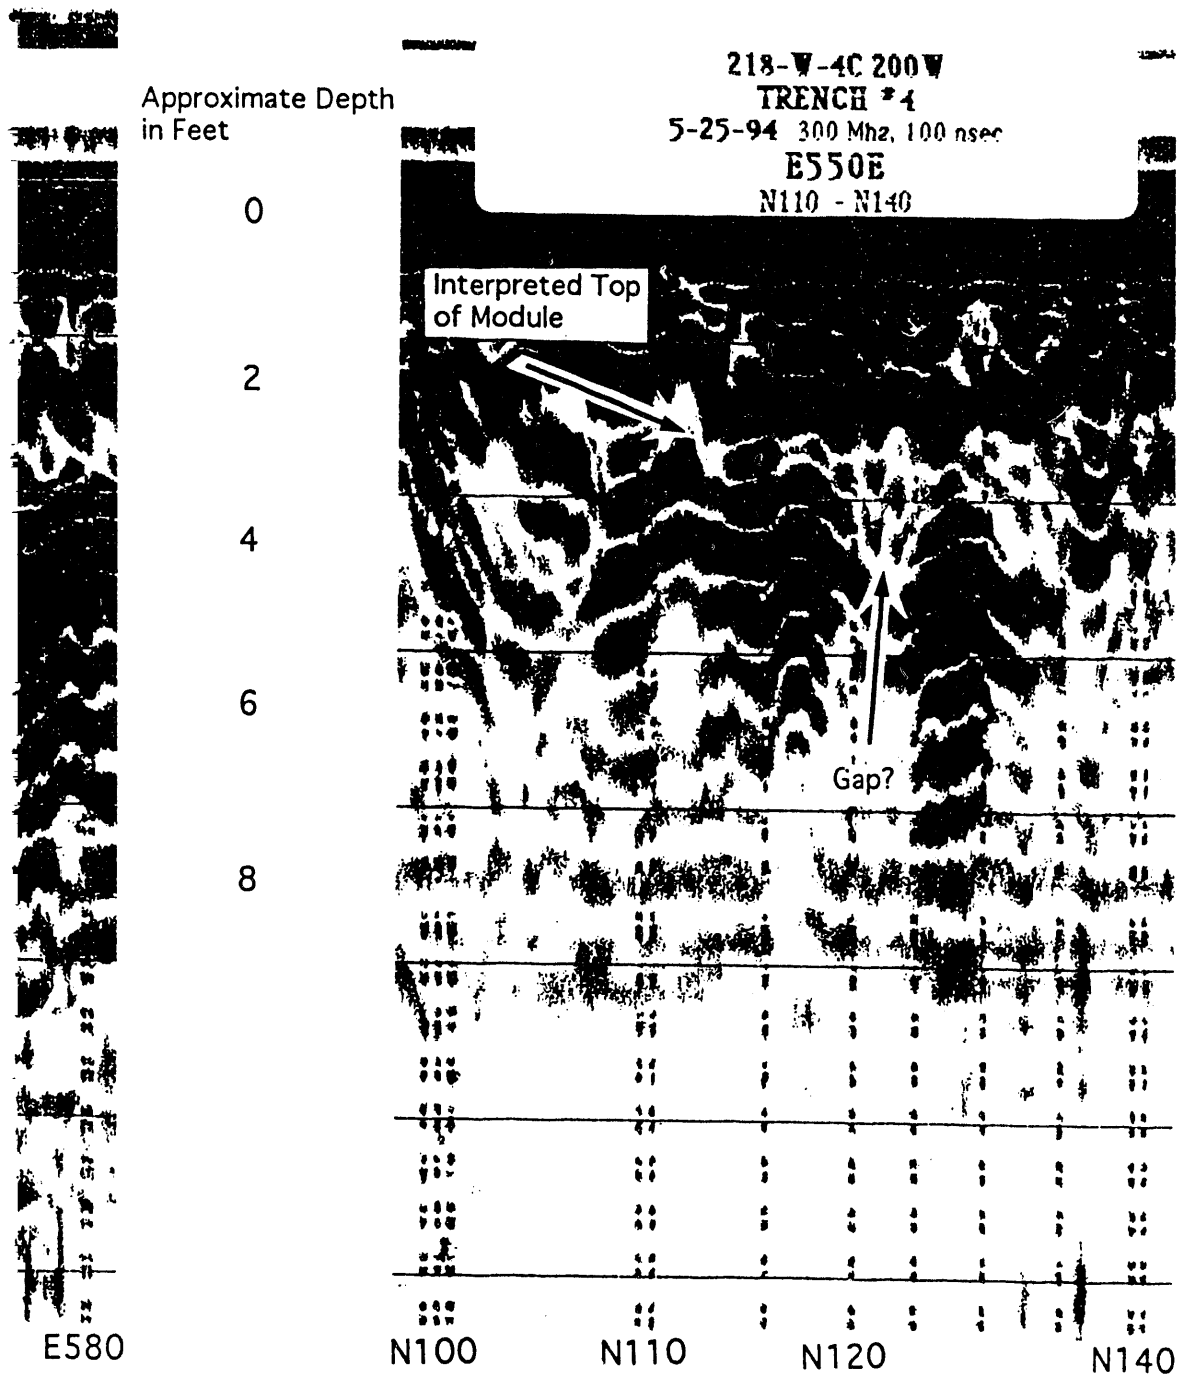 218-W-4C 200W
TRENCH #4
5-25-94 300 Mhz, 100 nsec
E550E
N110 - N140
Approximate Depth
in Feet
0
Interpreted Top
of Module
2
4
6
Gap?
8
E580
N100
N110
N120
N140